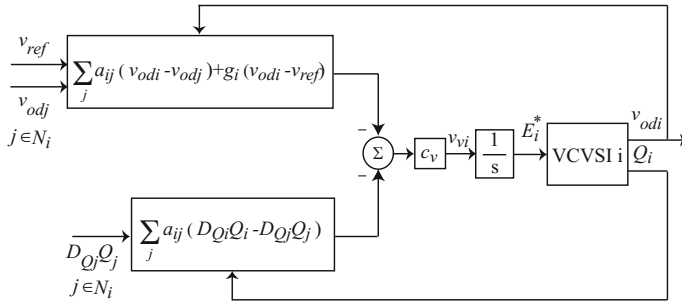 v_ref
v_odj
j∈N_i
∑_j a_ij (v_odi - v_odj)+g_i (v_odi - v_ref)
−
Σ
−
c_v
v_vi
1/s
E_i^*
VCVSI i
v_odi
Q_i
D_Qj Q_j
j∈N_i
∑_j a_ij (D_Qi Q_i - D_Qj Q_j)